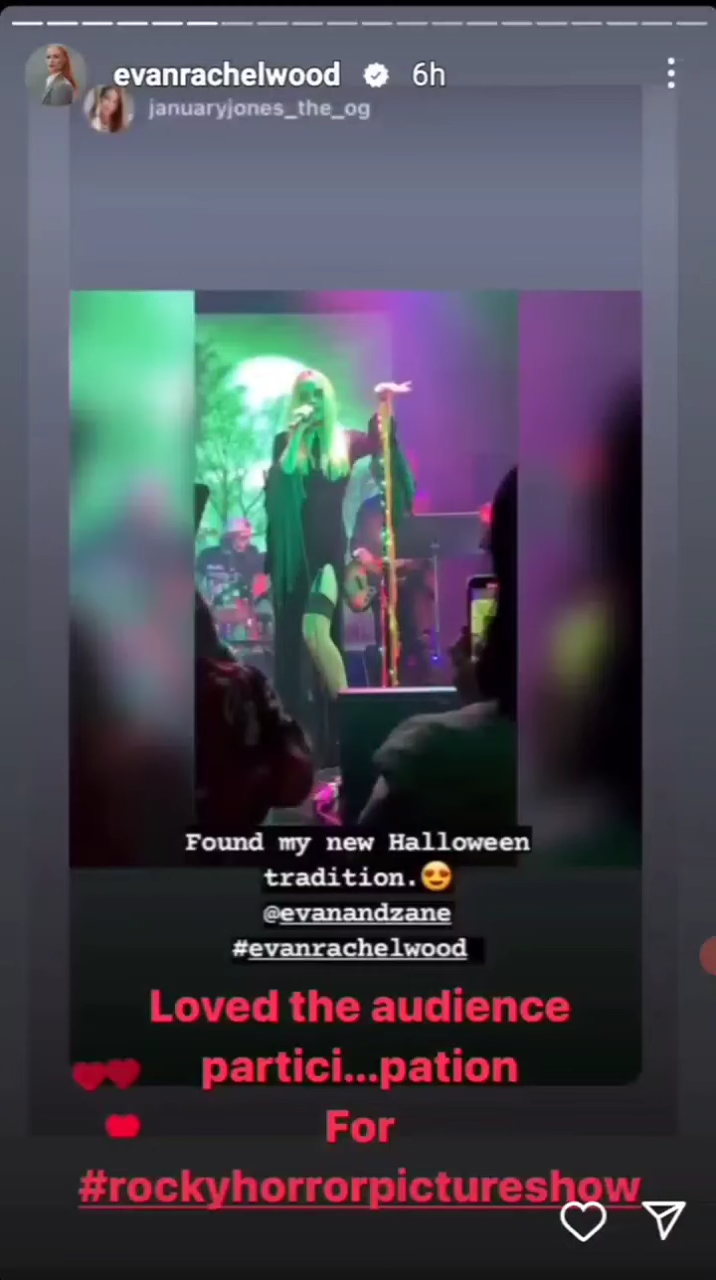 evanrachelwood 6h
januaryjones_the_og
Found my new Halloween
tradition.😍
@evanandzane
#evanrachelwood
Loved the audience
partici...pation
For
#rockyhorrorpictureshow